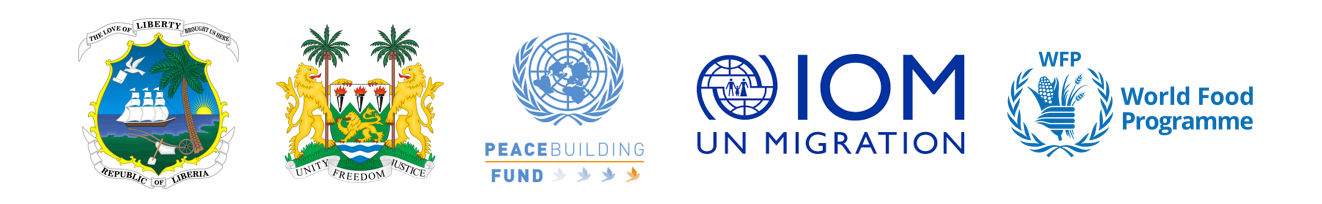 THE LOVE OF LIBERTY BROUGHT US HERE
REPUBLIC OF LIBERIA
UNITY FREEDOM JUSTICE
PEACEBUILDING
FUND
IOM
UN MIGRATION
WFP
World Food
Programme